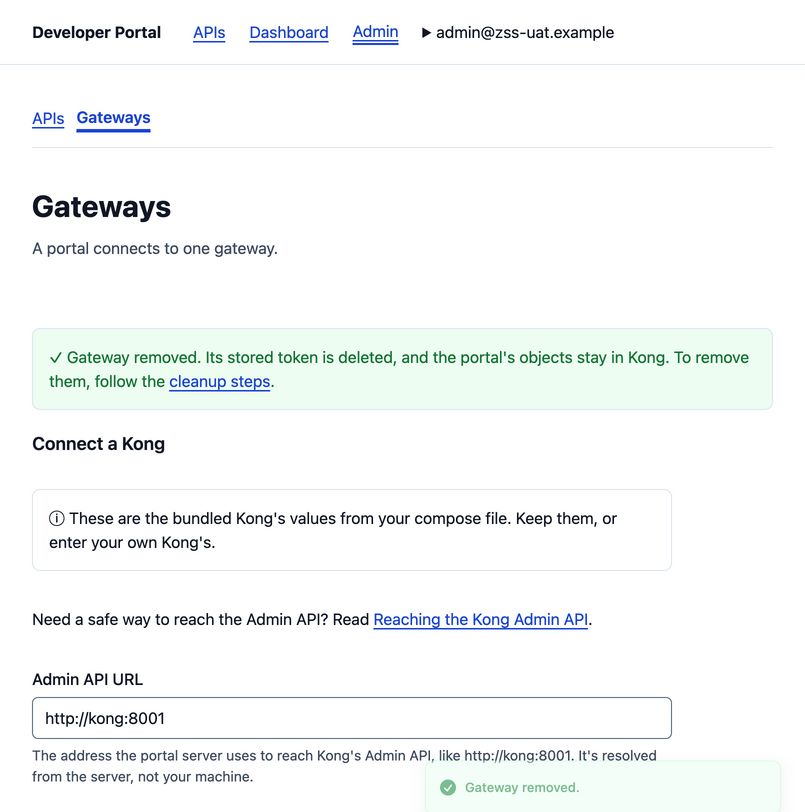 Developer Portal APIs Dashboard Admin ▶ admin@zss-uat.example
APIs Gateways
Gateways
A portal connects to one gateway.
✓ Gateway removed. Its stored token is deleted, and the portal's objects stay in Kong. To remove
them, follow the cleanup steps.
Connect a Kong
ⓘ These are the bundled Kong's values from your compose file. Keep them, or
enter your own Kong's.
Need a safe way to reach the Admin API? Read Reaching the Kong Admin API.
Admin API URL
http://kong:8001
The address the portal server uses to reach Kong's Admin API, like http://kong:8001. It's resolved
from the server, not your machine.
Gateway removed.